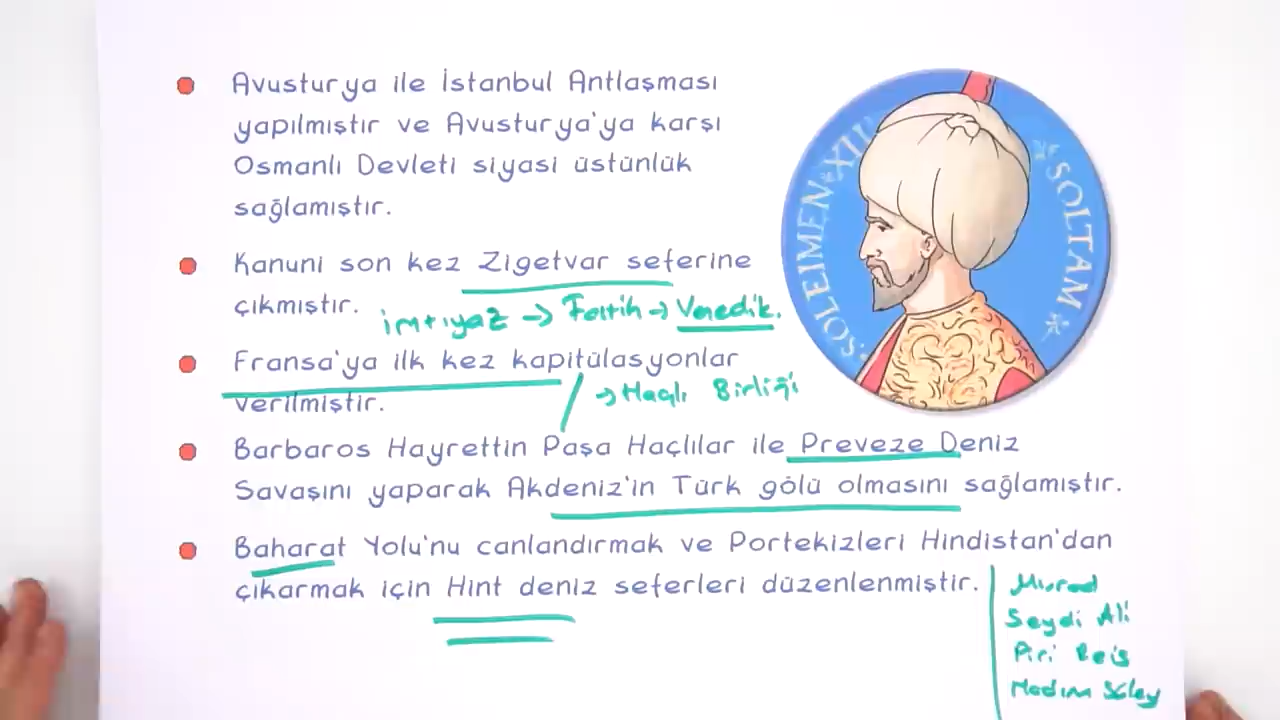 Avusturya ile İstanbul Antlaşması
yapılmıştır ve Avusturya'ya karşı
Osmanlı Devleti siyasi üstünlük
sağlamıştır.
Kanuni son kez Zigetvar seferine
çıkmıştır.
imtiyaz → Fatih → Venedik.
Fransa'ya ilk kez kapitülasyonlar
verilmiştir.
→ Haçlı Birliği
Barbaros Hayrettin Paşa Haçlılar ile Preveze Deniz
Savaşını yaparak Akdeniz'in Türk gölü olmasını sağlamıştır.
Baharat Yolu'nu canlandırmak ve Portekizleri Hindistan'dan
çıkarmak için Hint deniz seferleri düzenlenmiştir.
Murad
Seydi Ali
Piri Reis
Hadım Süley
SOLEIMEN XIII
SOLTAM